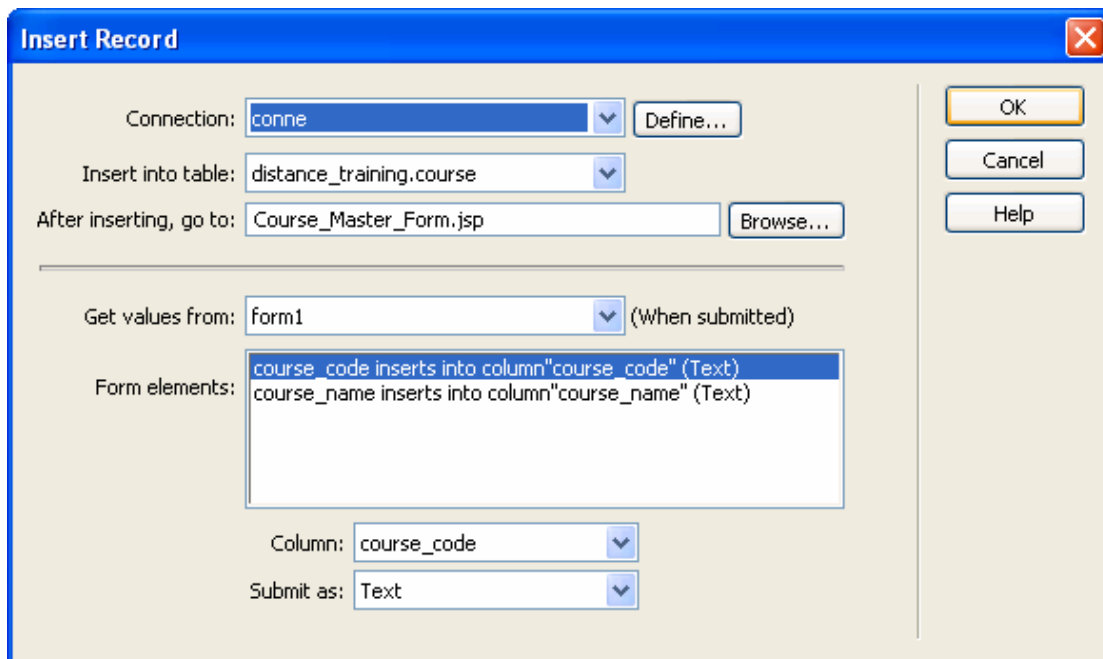 Insert Record
Connection: conne Define... OK
Insert into table: distance_training.course Cancel
After inserting, go to: Course_Master_Form.jsp Browse... Help
Get values from: form1 (When submitted)
Form elements: course_code inserts into column"course_code" (Text)
course_name inserts into column"course_name" (Text)
Column: course_code
Submit as: Text